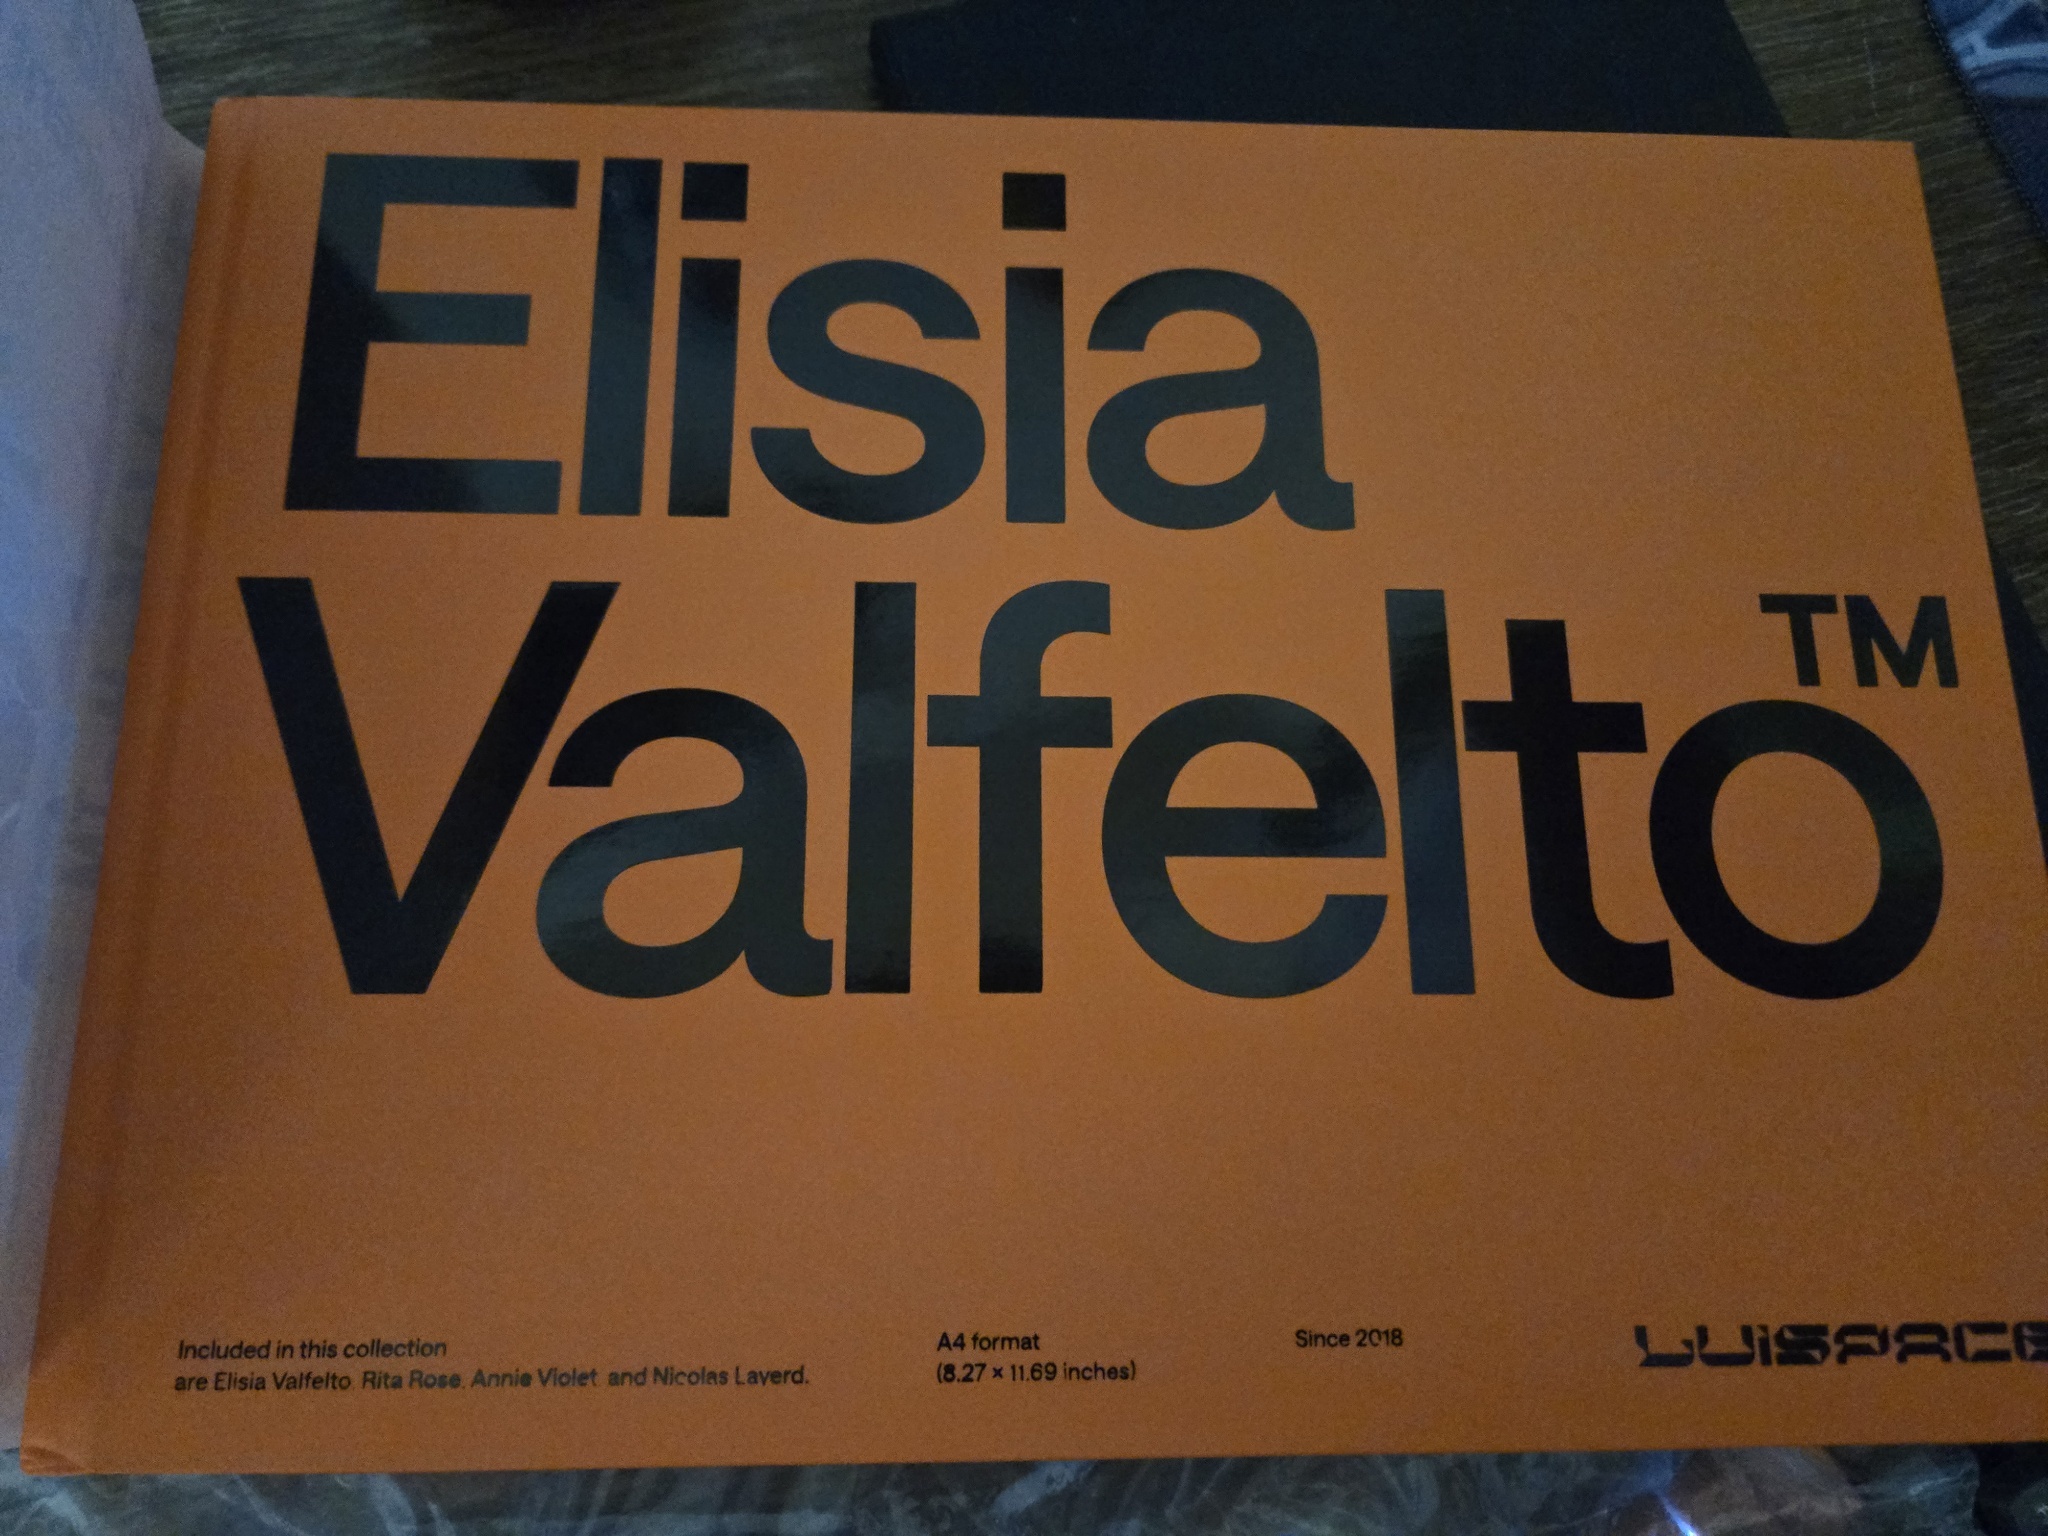 Elisia
Valfelto™
Included in this collection
are Elisia Valfelto, Rita Rose, Annie Violet, and Nicolas Laverd.
A4 format
(8.27 × 11.69 inches)
Since 2018
LUISPACE